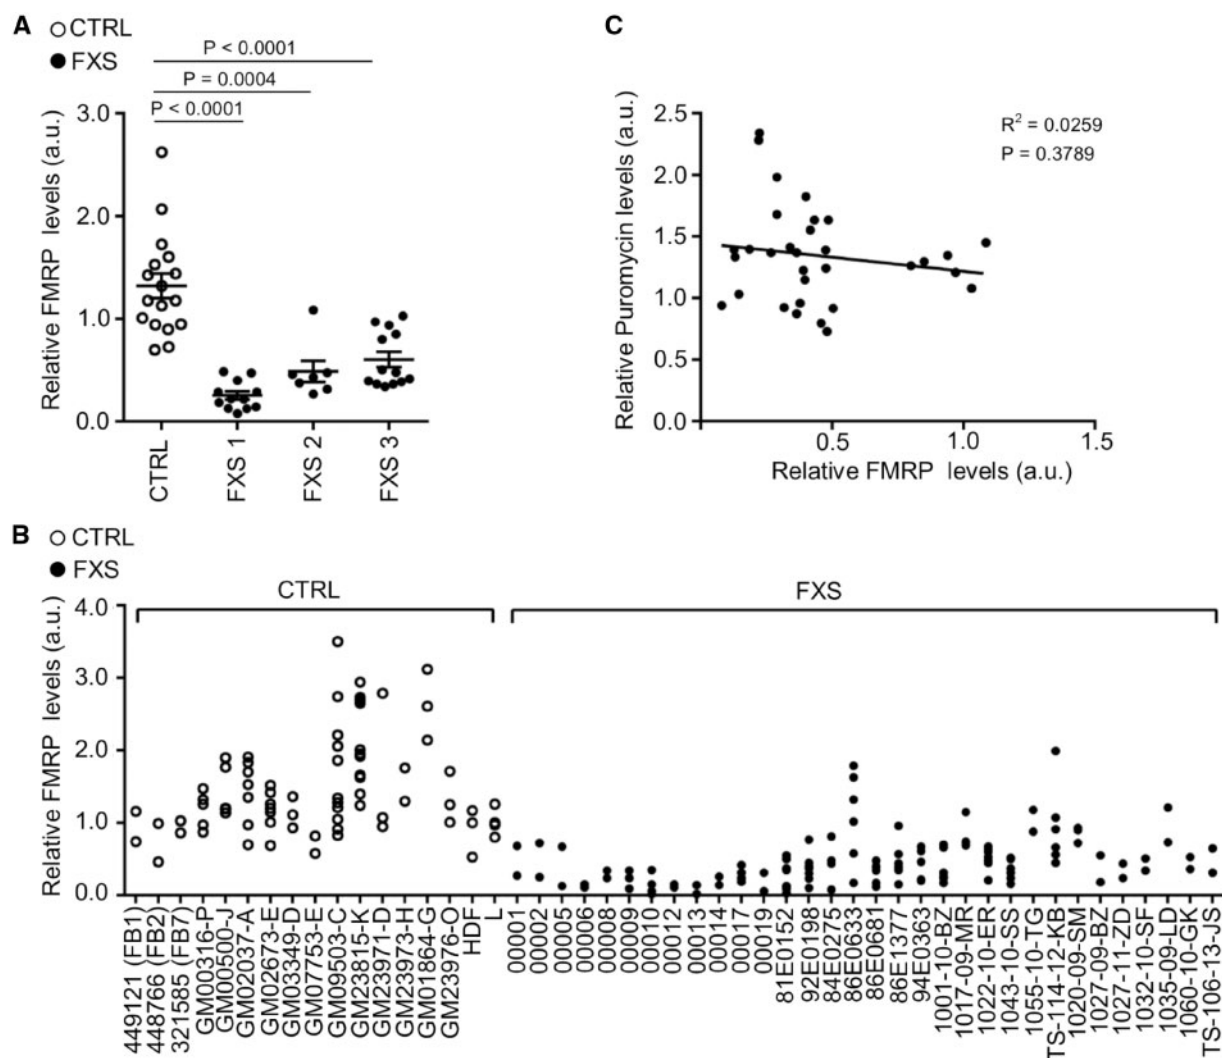 A
CTRL
FXS
P < 0.0001
P = 0.0004
P < 0.0001
Relative FMRP levels (a.u.)
3.0
2.0
1.0
0.0
CTRL
FXS 1
FXS 2
FXS 3
C
Relative Puromycin levels (a.u.)
2.5
2.0
1.5
1.0
0.5
0.0
R² = 0.0259
P = 0.3789
0.5
1.0
1.5
Relative FMRP levels (a.u.)
B
CTRL
FXS
CTRL
FXS
Relative FMRP levels (a.u.)
4.0
3.0
2.0
1.0
0.0
449121 (FB1)
448766 (FB2)
321585 (FB7)
GM00316-P
GM00500-J
GM02037-A
GM02673-E
GM03349-D
GM07753-E
GM09503-C
GM23815-K
GM23971-D
GM23973-H
GM01864-G
GM23976-O
HDF
L
00001
00002
00005
00006
00008
00009
00010
00012
00013
00014
00017
00019
81E0152
92E0198
84E0275
86E0633
86E0681
86E1377
94E0363
1001-10-BZ
1017-09-MR
1022-10-ER
1043-10-SS
1055-10-TG
TS-114-12-KB
1020-09-SM
1027-09-BZ
1027-11-ZD
1032-10-SF
1035-09-LD
1060-10-GK
TS-106-13-JS